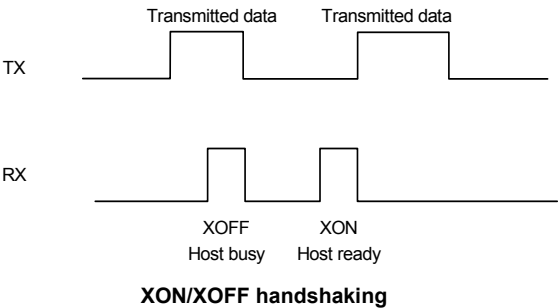 Transmitted data Transmitted data
TX
RX
XOFF XON
Host busy Host ready
XON/XOFF handshaking